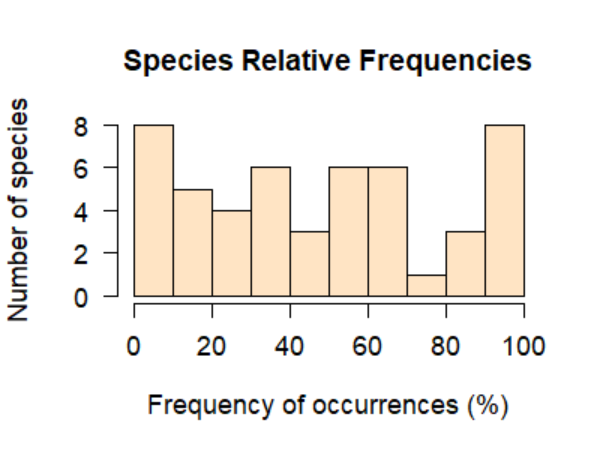 Species Relative Frequencies
Number of species
8
6
4
2
0
0 20 40 60 80 100
Frequency of occurrences (%)